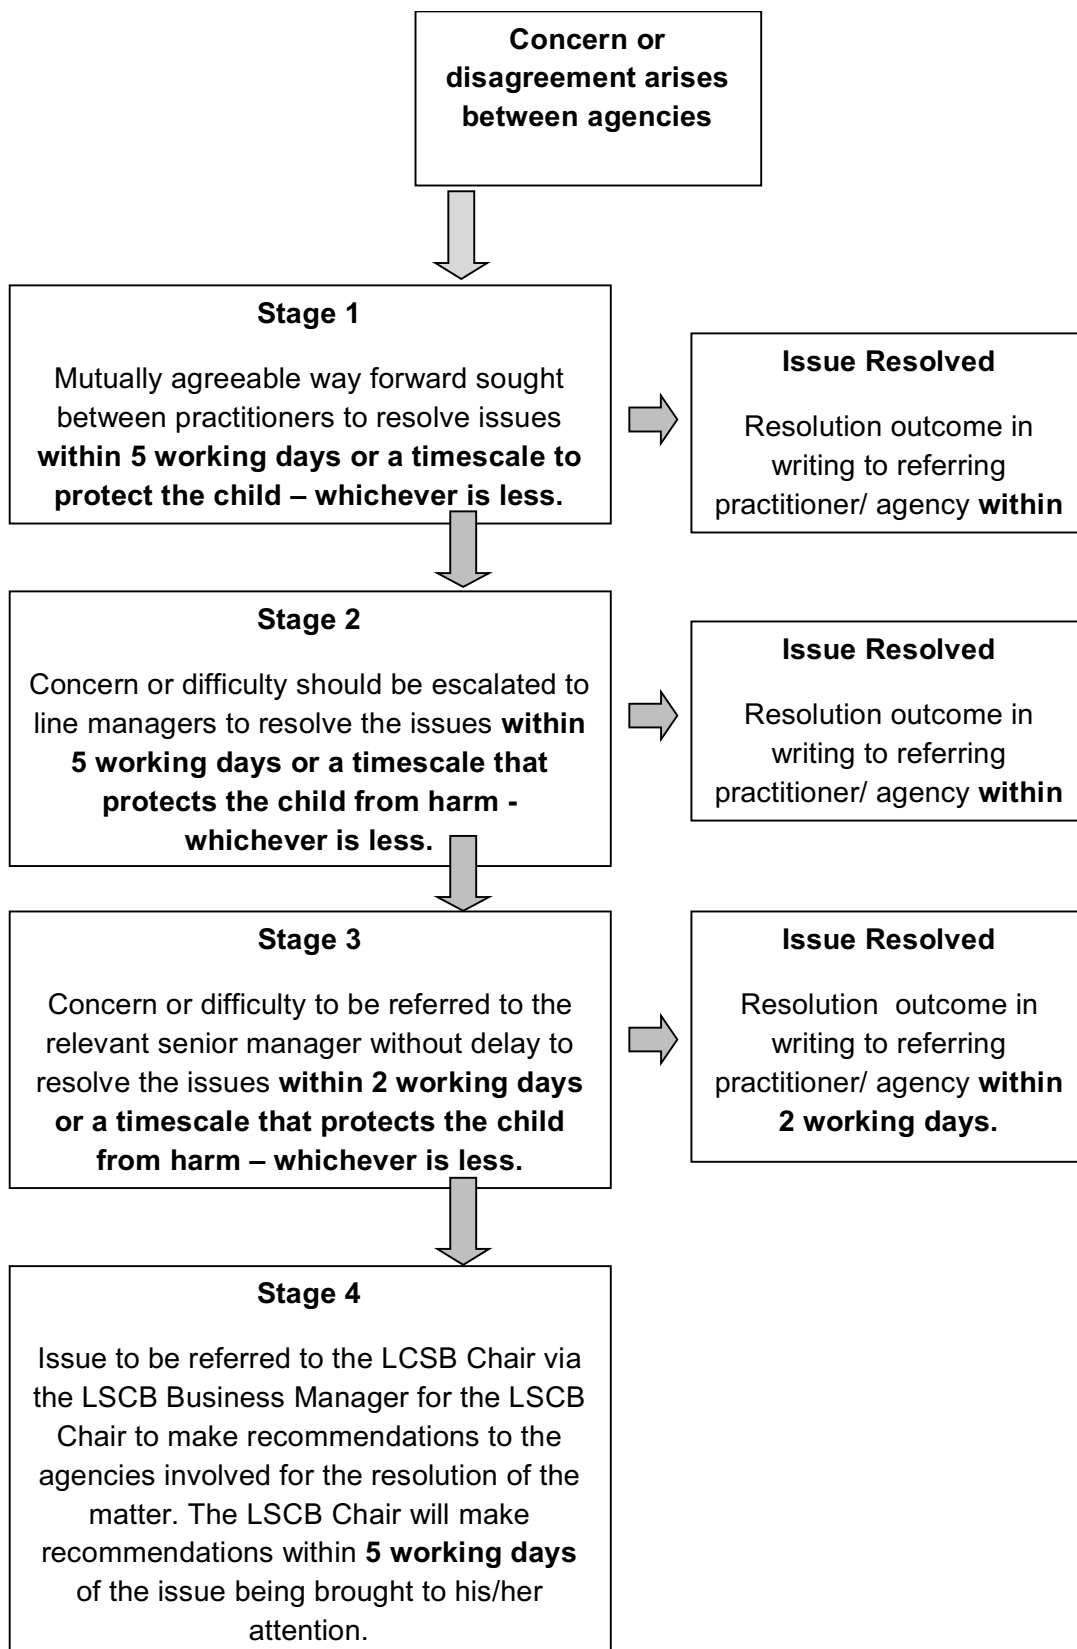 Concern or
disagreement arises
between agencies
Stage 1
Mutually agreeable way forward sought
between practitioners to resolve issues
within 5 working days or a timescale to
protect the child – whichever is less.
Issue Resolved
Resolution outcome in
writing to referring
practitioner/ agency within
Stage 2
Concern or difficulty should be escalated to
line managers to resolve the issues within
5 working days or a timescale that
protects the child from harm -
whichever is less.
Issue Resolved
Resolution outcome in
writing to referring
practitioner/ agency within
Stage 3
Concern or difficulty to be referred to the
relevant senior manager without delay to
resolve the issues within 2 working days
or a timescale that protects the child
from harm – whichever is less.
Issue Resolved
Resolution  outcome in
writing to referring
practitioner/ agency within
2 working days.
Stage 4
Issue to be referred to the LCSB Chair via
the LSCB Business Manager for the LSCB
Chair to make recommendations to the
agencies involved for the resolution of the
matter. The LSCB Chair will make
recommendations within 5 working days
of the issue being brought to his/her
attention.